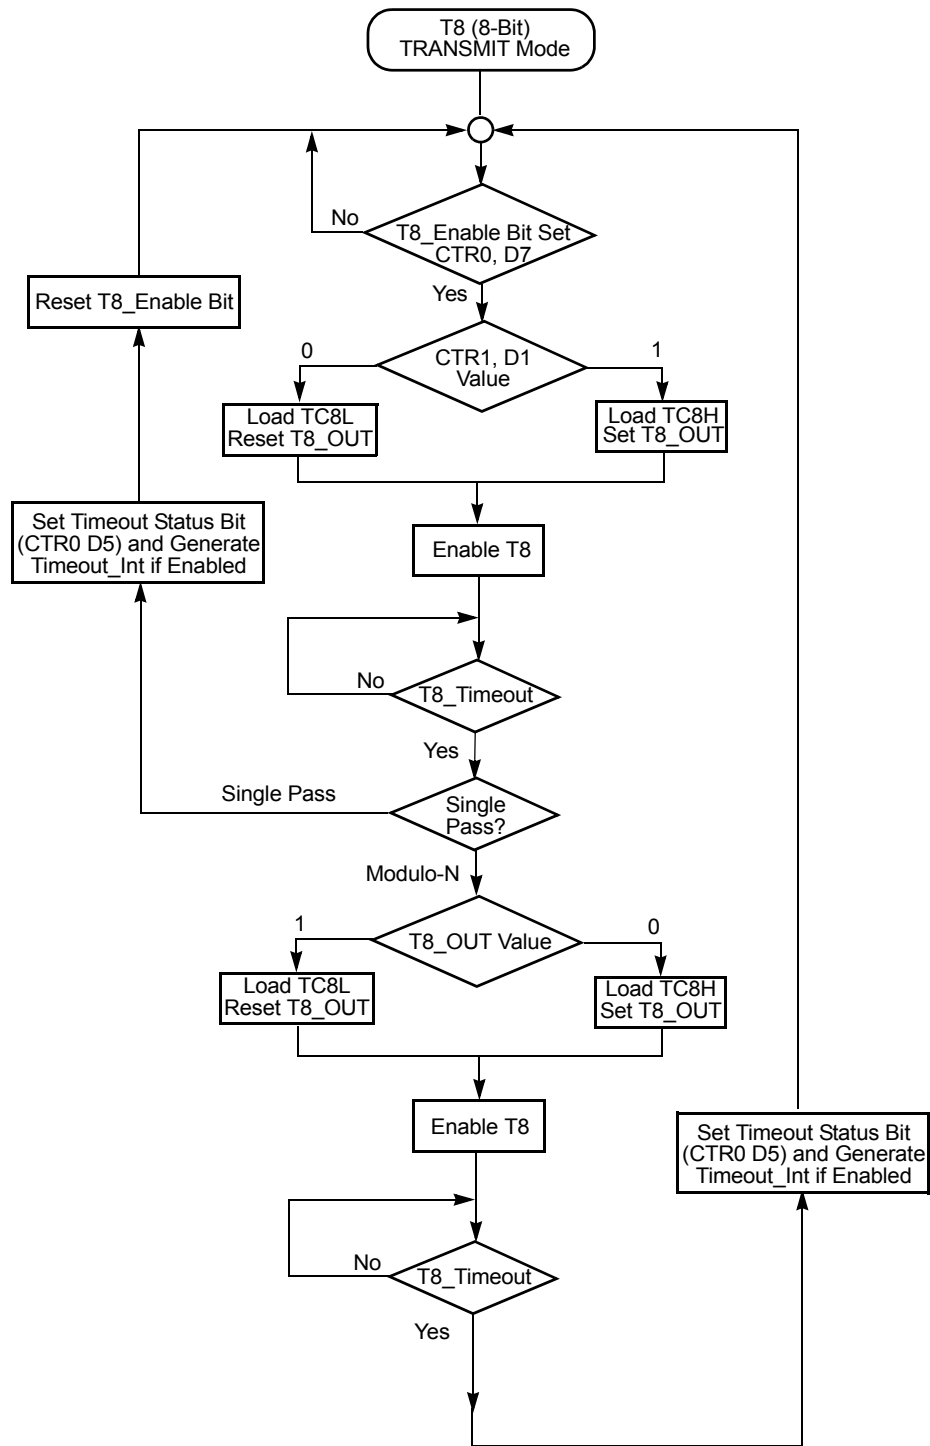 T8 (8-Bit)
TRANSMIT Mode
No
T8_Enable Bit Set
CTR0, D7
Yes
Reset T8_Enable Bit
0
CTR1, D1
Value
1
Load TC8L
Reset T8_OUT
Load TC8H
Set T8_OUT
Set Timeout Status Bit
(CTR0 D5) and Generate
Timeout_Int if Enabled
Enable T8
No
T8_Timeout
Yes
Single Pass
Single
Pass?
Modulo-N
1
T8_OUT Value
0
Load TC8L
Reset T8_OUT
Load TC8H
Set T8_OUT
Enable T8
Set Timeout Status Bit
(CTR0 D5) and Generate
Timeout_Int if Enabled
No
T8_Timeout
Yes